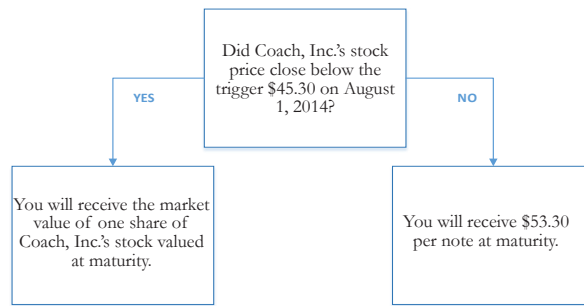 Did Coach, Inc.'s stock
price close below the
trigger $45.30 on August
1, 2014?
YES
NO
You will receive the market
value of one share of
Coach, Inc.'s stock valued
at maturity.
You will receive $53.30
per note at maturity.